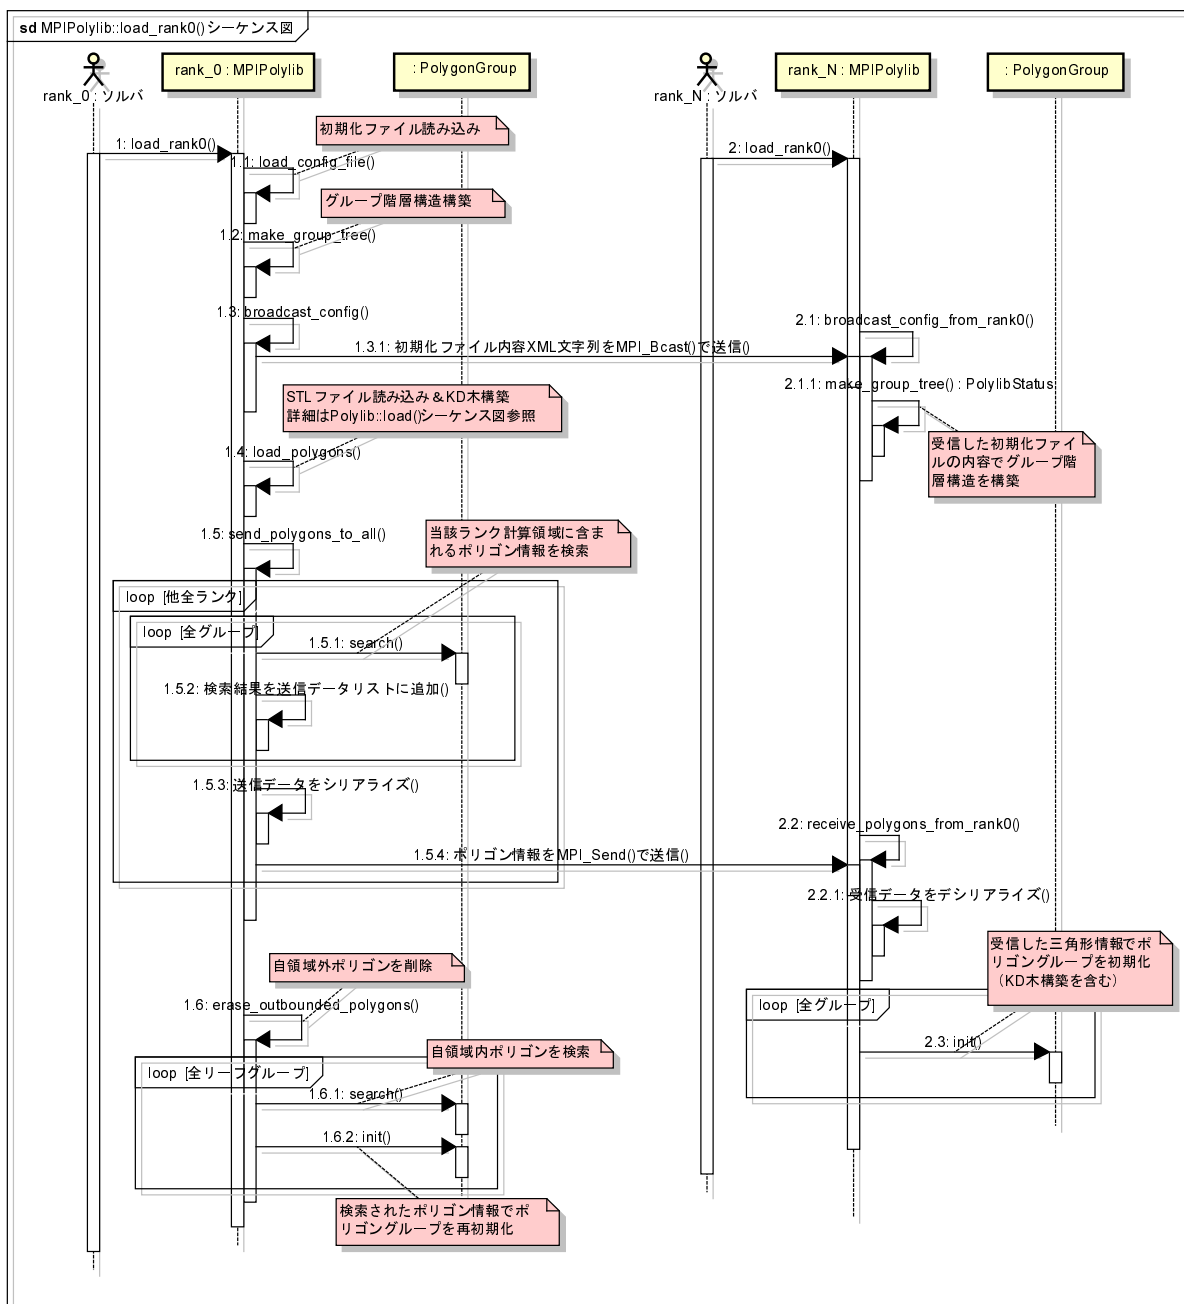 sd MPIPolylib::load_rank0()シーケンス図
rank_0 : ソルバ
rank_0 : MPIPolylib
: PolygonGroup
rank_N : ソルバ
rank_N : MPIPolylib
: PolygonGroup
初期化ファイル読み込み
1: load_rank0()
2: load_rank0()
1.1: load_config_file()
グループ階層構造構築
1.2: make_group_tree()
1.3: broadcast_config()
2.1: broadcast_config_from_rank0()
1.3.1: 初期化ファイル内容XML文字列をMPI_Bcast()で送信()
2.1.1: make_group_tree() : PolylibStatus
STLファイル読み込み＆KD木構築
詳細はPolylib::load()シーケンス図参照
受信した初期化ファイ
ルの内容でグループ階
層構造を構築
1.4: load_polygons()
1.5: send_polygons_to_all()
当該ランク計算領域に含ま
れるポリゴン情報を検索
loop [他全ランク]
loop [全グループ]
1.5.1: search()
1.5.2: 検索結果を送信データリストに追加()
1.5.3: 送信データをシリアライズ()
2.2: receive_polygons_from_rank0()
1.5.4: ポリゴン情報をMPI_Send()で送信()
2.2.1: 受信データをデシリアライズ()
受信した三角形情報でポ
リゴングループを初期化
（KD木構築を含む）
自領域外ポリゴンを削除
1.6: erase_outbounded_polygons()
loop [全グループ]
2.3: init()
自領域内ポリゴンを検索
loop [全リーフグループ]
1.6.1: search()
1.6.2: init()
検索されたポリゴン情報でポ
リゴングループを再初期化